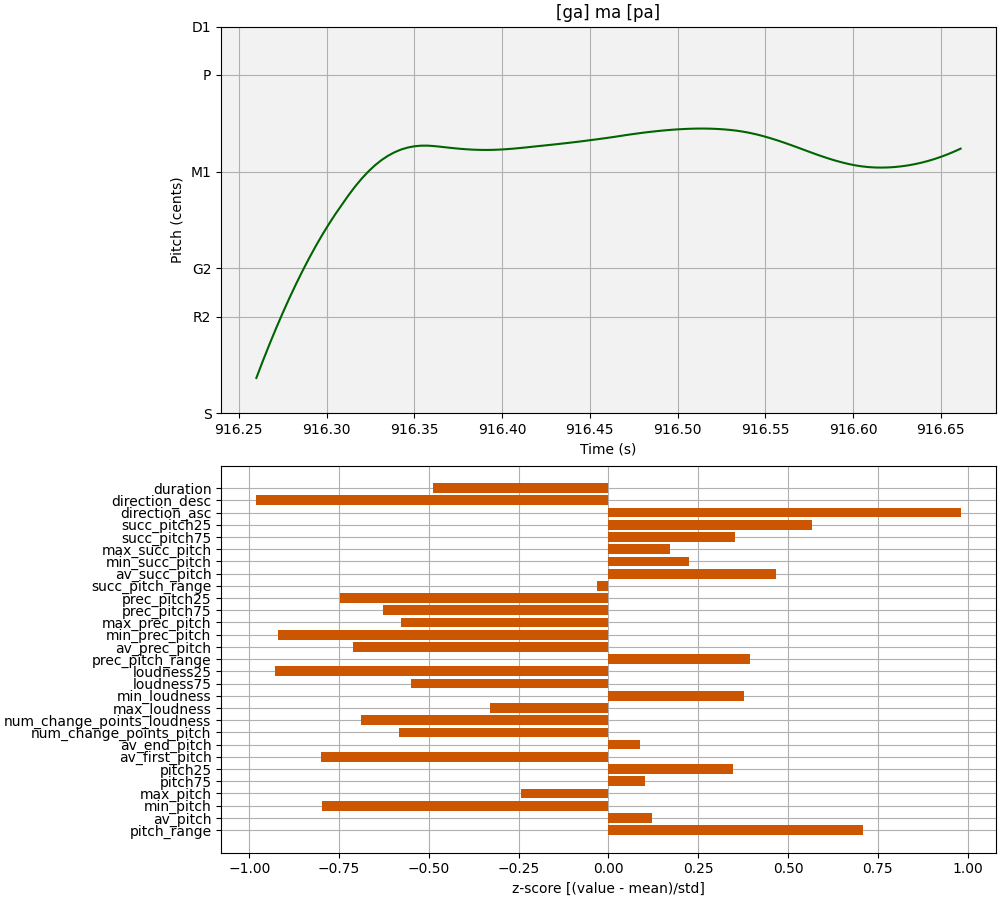 [ga] ma [pa]
D1
P
M1
G2
R2
S
Pitch (cents)
916.25 916.30 916.35 916.40 916.45 916.50 916.55 916.60 916.65
Time (s)
duration
direction_desc
direction_asc
succ_pitch25
succ_pitch75
max_succ_pitch
min_succ_pitch
av_succ_pitch
succ_pitch_range
prec_pitch25
prec_pitch75
max_prec_pitch
min_prec_pitch
av_prec_pitch
prec_pitch_range
loudness25
loudness75
min_loudness
max_loudness
num_change_points_loudness
num_change_points_pitch
av_end_pitch
av_first_pitch
pitch25
pitch75
max_pitch
min_pitch
av_pitch
pitch_range
−1.00 −0.75 −0.50 −0.25 0.00 0.25 0.50 0.75 1.00
z-score [(value - mean)/std]